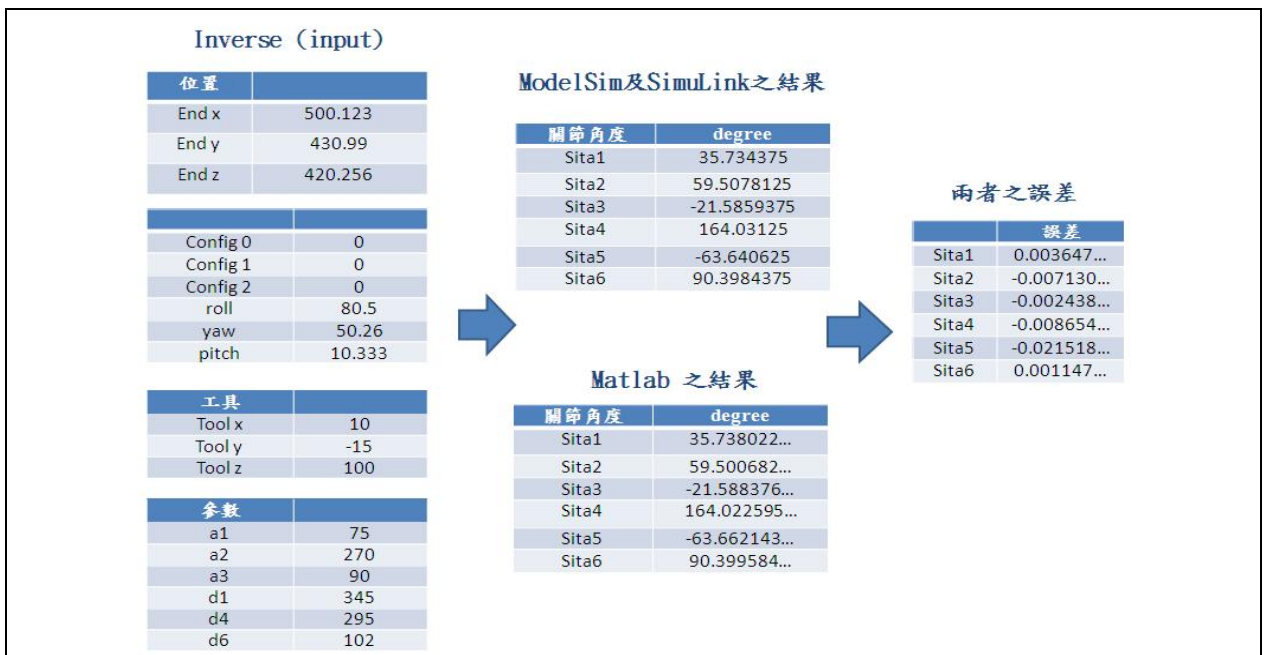 Inverse (input)
位置
End x 500.123
End y 430.99
End z 420.256
Config 0 0
Config 1 0
Config 2 0
roll 80.5
yaw 50.26
pitch 10.333
工具
Tool x 10
Tool y -15
Tool z 100
參數
a1 75
a2 270
a3 90
d1 345
d4 295
d6 102
ModelSim及SimuLink之結果
關節角度 degree
Sita1 35.734375
Sita2 59.5078125
Sita3 -21.5859375
Sita4 164.03125
Sita5 -63.640625
Sita6 90.3984375
Matlab 之結果
關節角度 degree
Sita1 35.738022...
Sita2 59.500682...
Sita3 -21.588376...
Sita4 164.022595...
Sita5 -63.662143...
Sita6 90.399584...
兩者之誤差
誤差
Sita1 0.003647...
Sita2 -0.007130...
Sita3 -0.002438...
Sita4 -0.008654...
Sita5 -0.021518...
Sita6 0.001147...